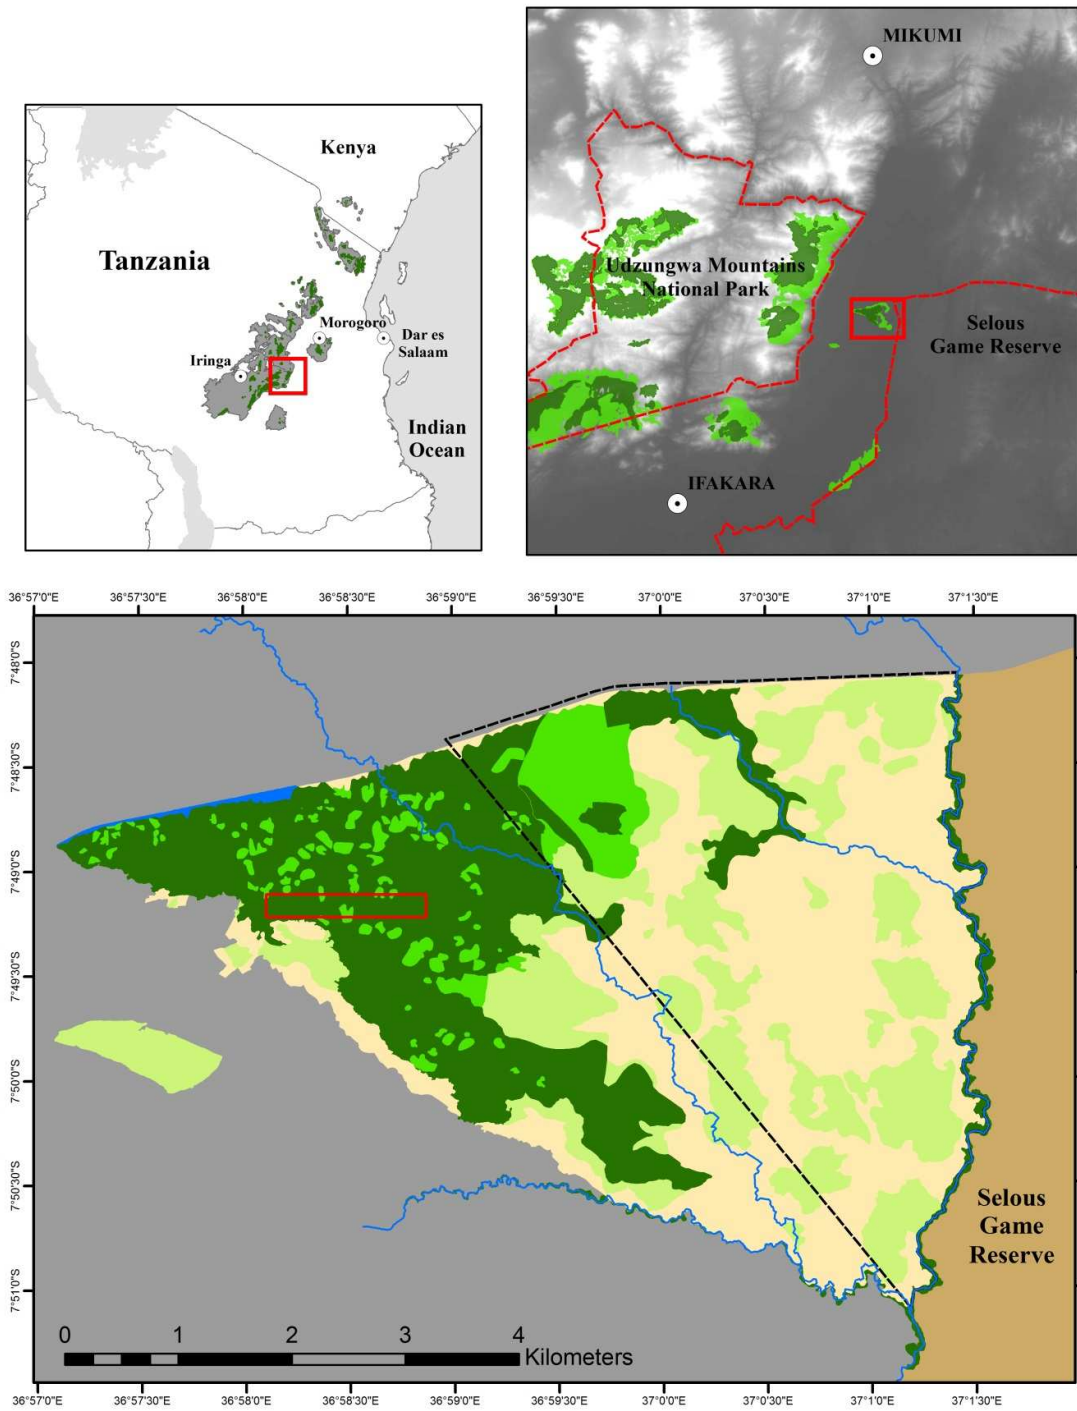 Kenya
Tanzania
Morogoro
Dar es
Salaam
Iringa
Indian
Ocean
MIKUMI
Udzungwa Mountains
National Park
Selous
Game Reserve
IFAKARA
36°57'0"E 36°57'30"E 36°58'0"E 36°58'30"E 36°59'0"E 36°59'30"E 37°0'0"E 37°0'30"E 37°1'0"E 37°1'30"E
7°48'0"S
7°48'30"S
7°49'0"S
7°49'30"S
7°50'0"S
7°50'30"S
7°51'0"S
Selous
Game
Reserve
0 1 2 3 4
Kilometers
36°57'0"E 36°57'30"E 36°58'0"E 36°58'30"E 36°59'0"E 36°59'30"E 37°0'0"E 37°0'30"E 37°1'0"E 37°1'30"E